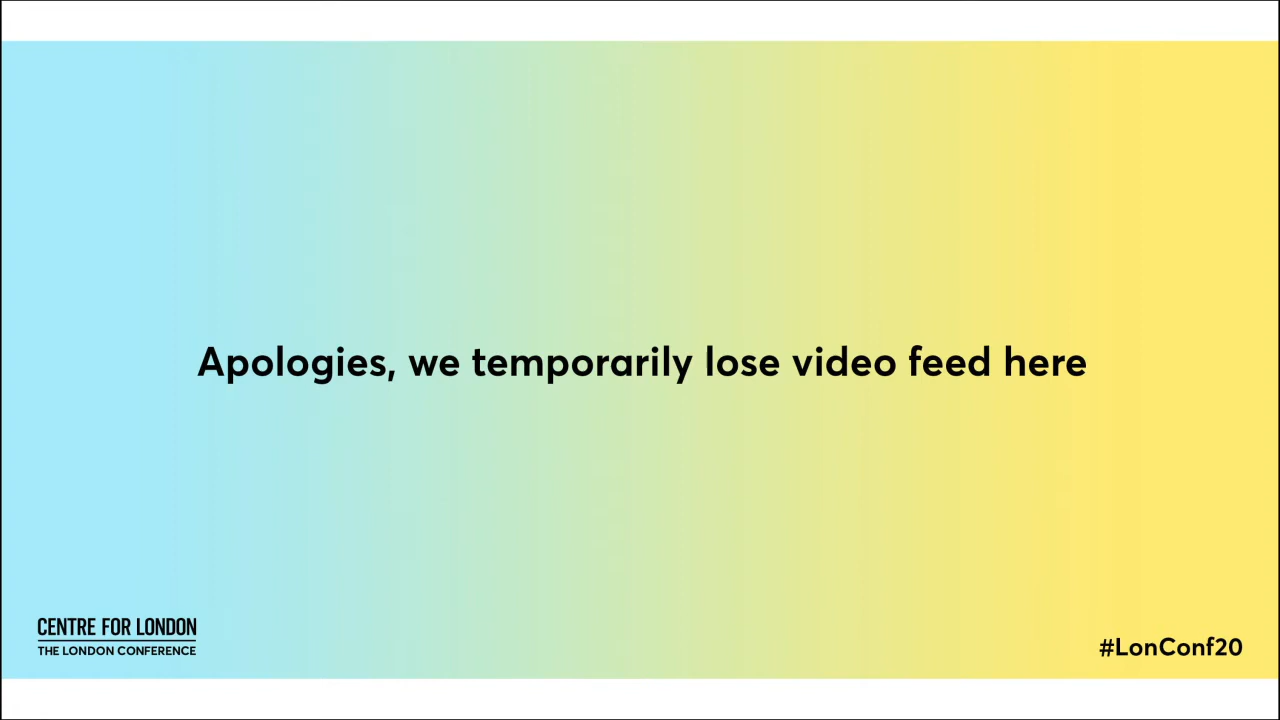 Apologies, we temporarily lose video feed here
CENTRE FOR LONDON
THE LONDON CONFERENCE
#LonConf20